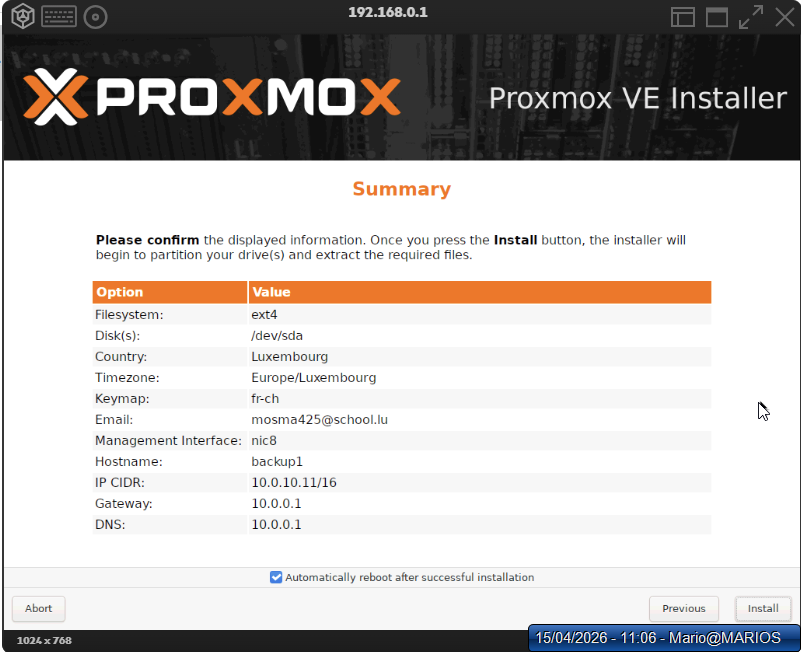 192.168.0.1
PROXMOX
Proxmox VE Installer
Summary
Please confirm the displayed information. Once you press the Install button, the installer will
begin to partition your drive(s) and extract the required files.
Option Value
Filesystem: ext4
Disk(s): /dev/sda
Country: Luxembourg
Timezone: Europe/Luxembourg
Keymap: fr-ch
Email: mosma425@school.lu
Management Interface: nic8
Hostname: backup1
IP CIDR: 10.0.10.11/16
Gateway: 10.0.0.1
DNS: 10.0.0.1
Automatically reboot after successful installation
Abort Previous Install
1024 x 768
15/04/2026 - 11:06 - Mario@MARIOS